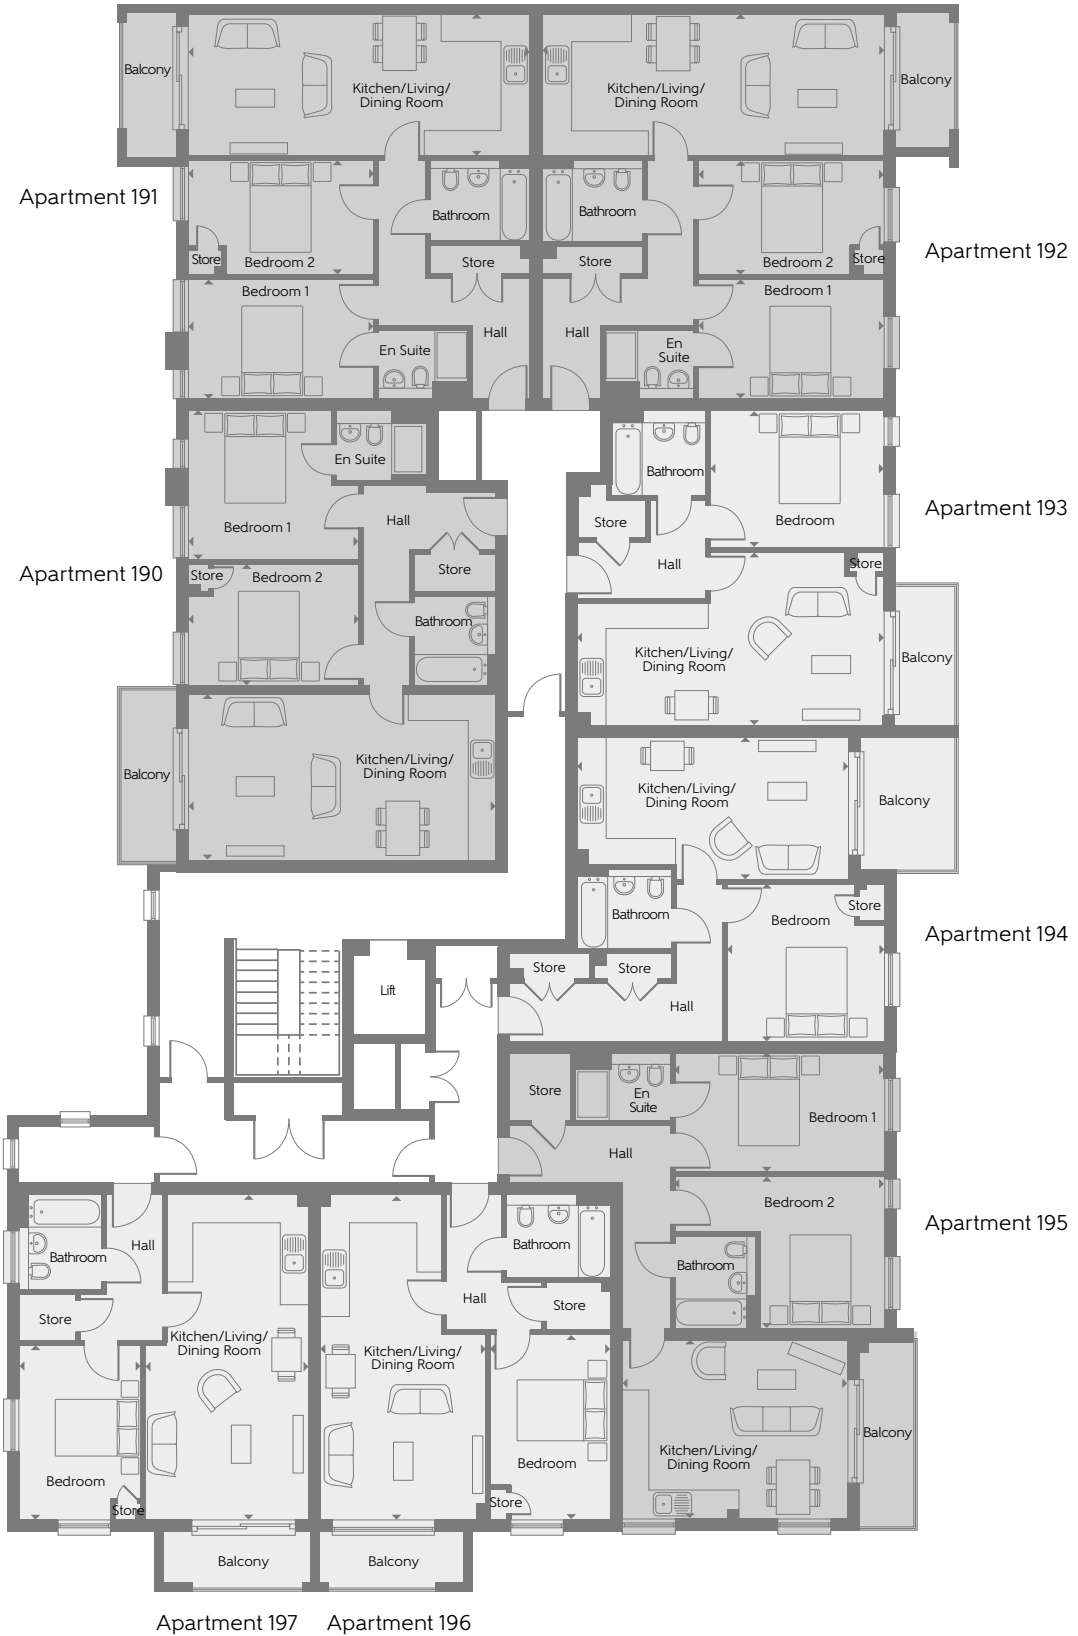 Balcony
Kitchen/Living/
Dining Room
Kitchen/Living/
Dining Room
Balcony
Apartment 191
Bathroom
Bathroom
Store
Bedroom 2
Store
Store
Bedroom 2
Store
Apartment 192
Bedroom 1
Bedroom 1
Hall
Hall
En Suite
En
Suite
En Suite
Bathroom
Bedroom 1
Hall
Store
Bedroom
Apartment 193
Apartment 190
Store
Bedroom 2
Store
Hall
Store
Bathroom
Kitchen/Living/
Dining Room
Balcony
Balcony
Kitchen/Living/
Dining Room
Kitchen/Living/
Dining Room
Balcony
Bathroom
Bedroom
Store
Apartment 194
Store
Store
Lift
Hall
Store
En
Suite
Bedroom 1
Hall
Bedroom 2
Apartment 195
Bathroom
Hall
Bathroom
Bathroom
Store
Hall
Store
Kitchen/Living/
Dining Room
Kitchen/Living/
Dining Room
Kitchen/Living/
Dining Room
Balcony
Bedroom
Store
Bedroom
Store
Balcony
Balcony
Apartment 197
Apartment 196